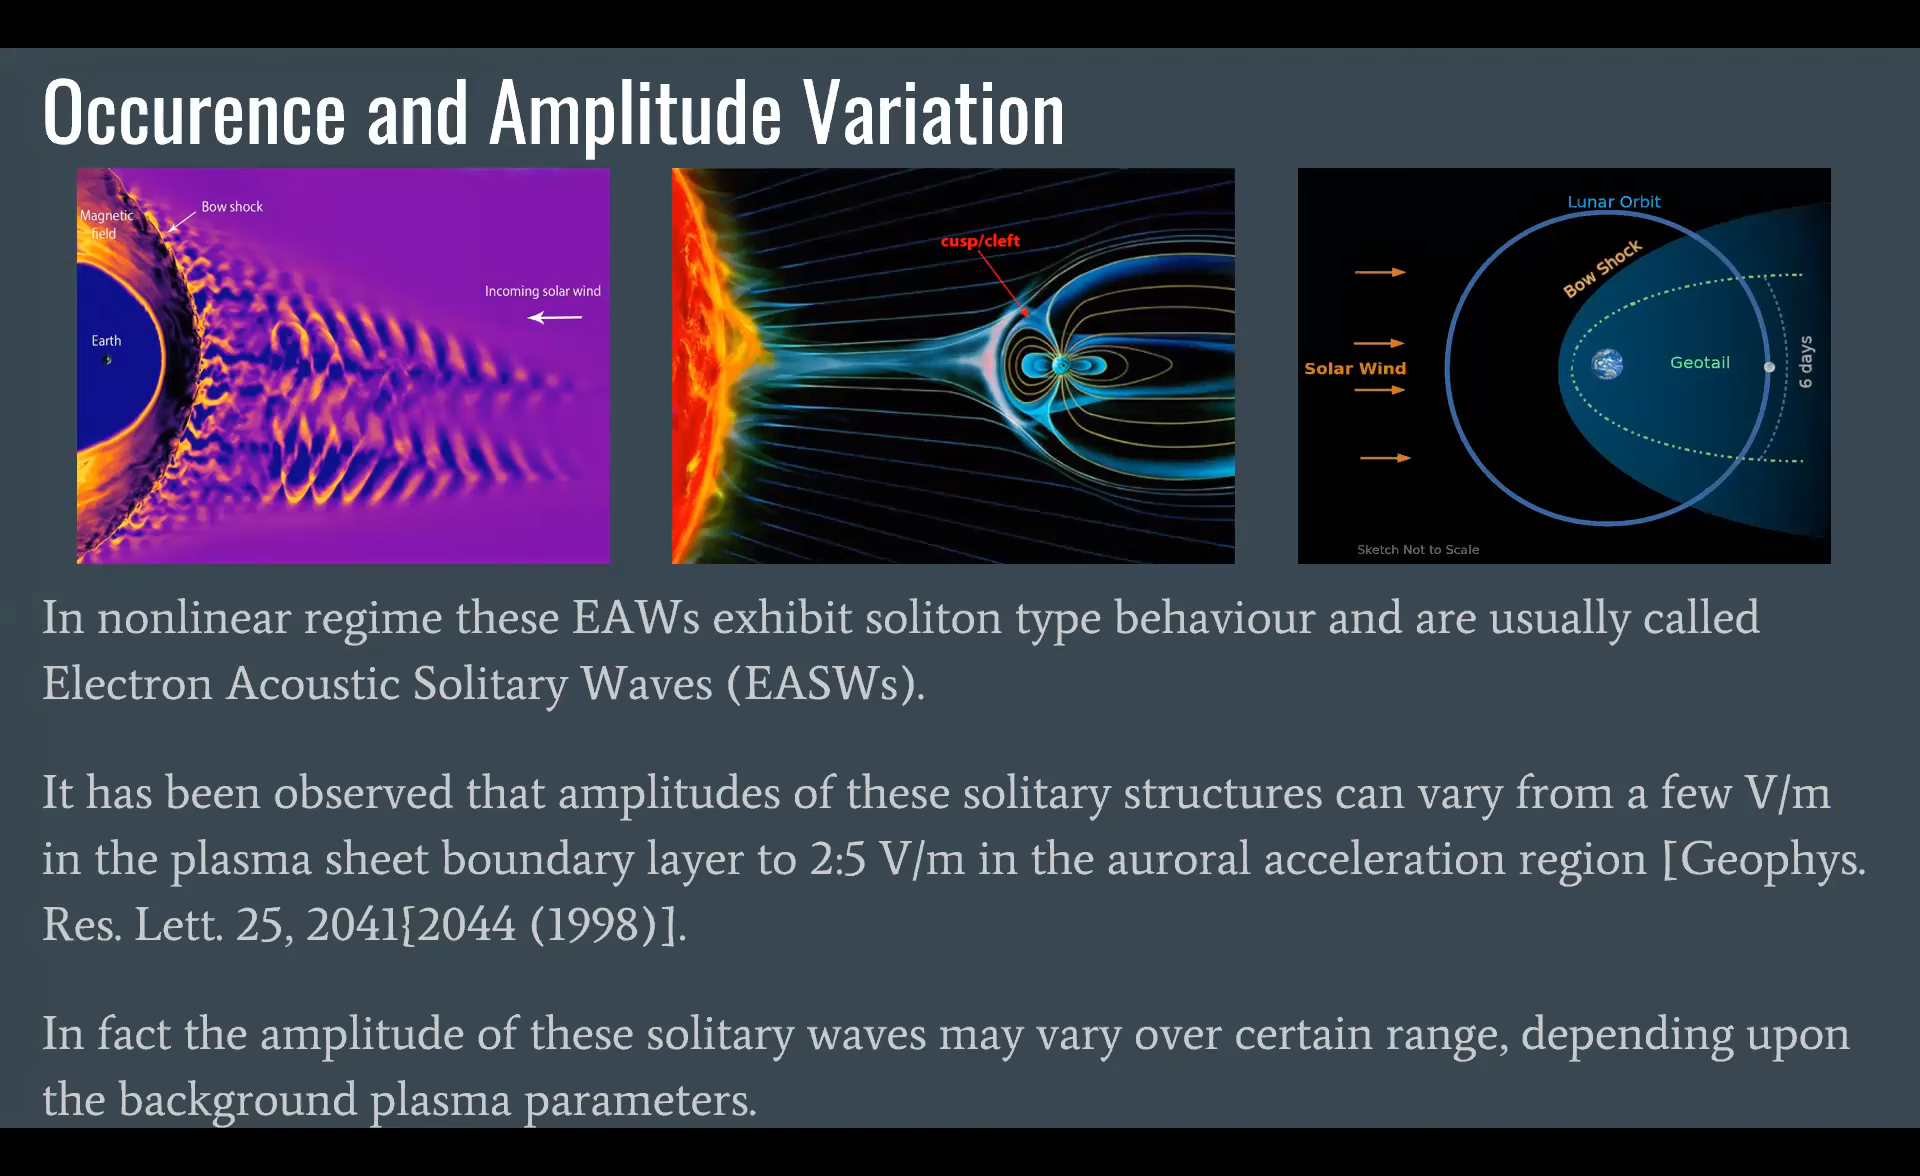 Occurence and Amplitude Variation
Magnetic
field
Bow shock
Incoming solar wind
Earth
cusp/cleft
Lunar Orbit
Bow Shock
Solar Wind
Geotail
6 days
Sketch Not to Scale
In nonlinear regime these EAWs exhibit soliton type behaviour and are usually called
Electron Acoustic Solitary Waves (EASWs).
It has been observed that amplitudes of these solitary structures can vary from a few V/m
in the plasma sheet boundary layer to 2:5 V/m in the auroral acceleration region [Geophys.
Res. Lett. 25, 2041{2044 (1998)].
In fact the amplitude of these solitary waves may vary over certain range, depending upon
the background plasma parameters.